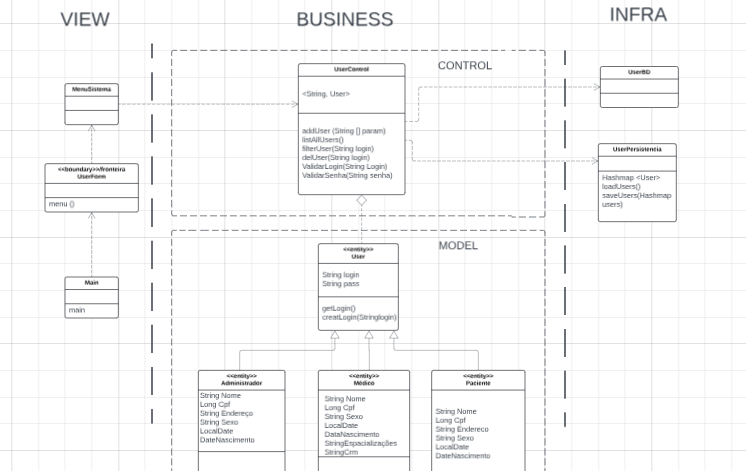 VIEW
BUSINESS
INFRA
MenuSistema
<<boundary>>/fronteira
UserForm
menu ()
Main
main
CONTROL
UserControl
<String, User>
addUser (String [] param)
listAllUsers()
filterUser(String login)
delUser(String login)
ValidarLogin(String Login)
ValidarSenha(String senha)
UserBD
UserPersistencia
Hashmap <User>
loadUsers()
saveUsers(Hashmap
users)
MODEL
<<entity>>
User
String login
String pass
getLogin()
creatLogin(Stringlogin)
<<entity>>
Administrador
String Nome
Long Cpf
String Endereço
String Sexo
LocalDate
DateNascimento
<<entity>>
Médico
String Nome
Long Cpf
String Sexo
LocalDate
DataNascimento
StringEspacializações
StringCrm
<<entity>>
Paciente
String Nome
Long Cpf
String Endereco
String Sexo
LocalDate
DateNascimento